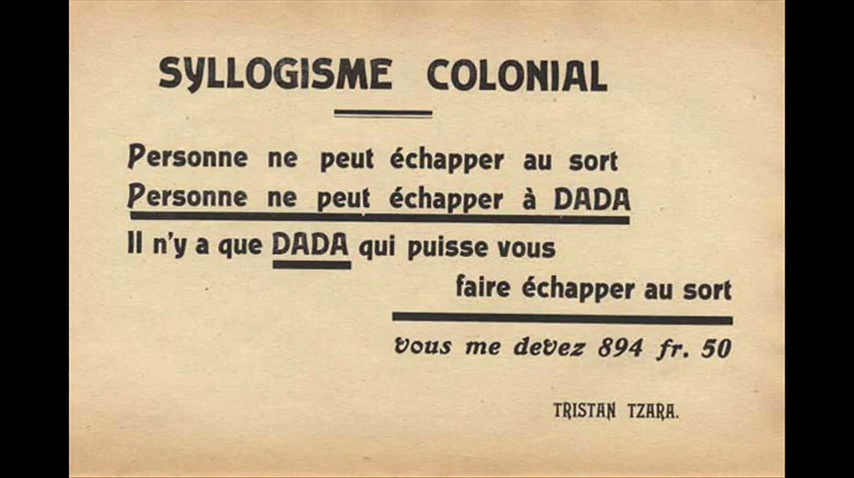 SYLLOGISME COLONIAL
Personne ne peut échapper au sort
Personne ne peut échapper à DADA
Il n'y a que DADA qui puisse vous
faire échapper au sort
vous me devez 894 fr. 50
TRISTAN TZARA.